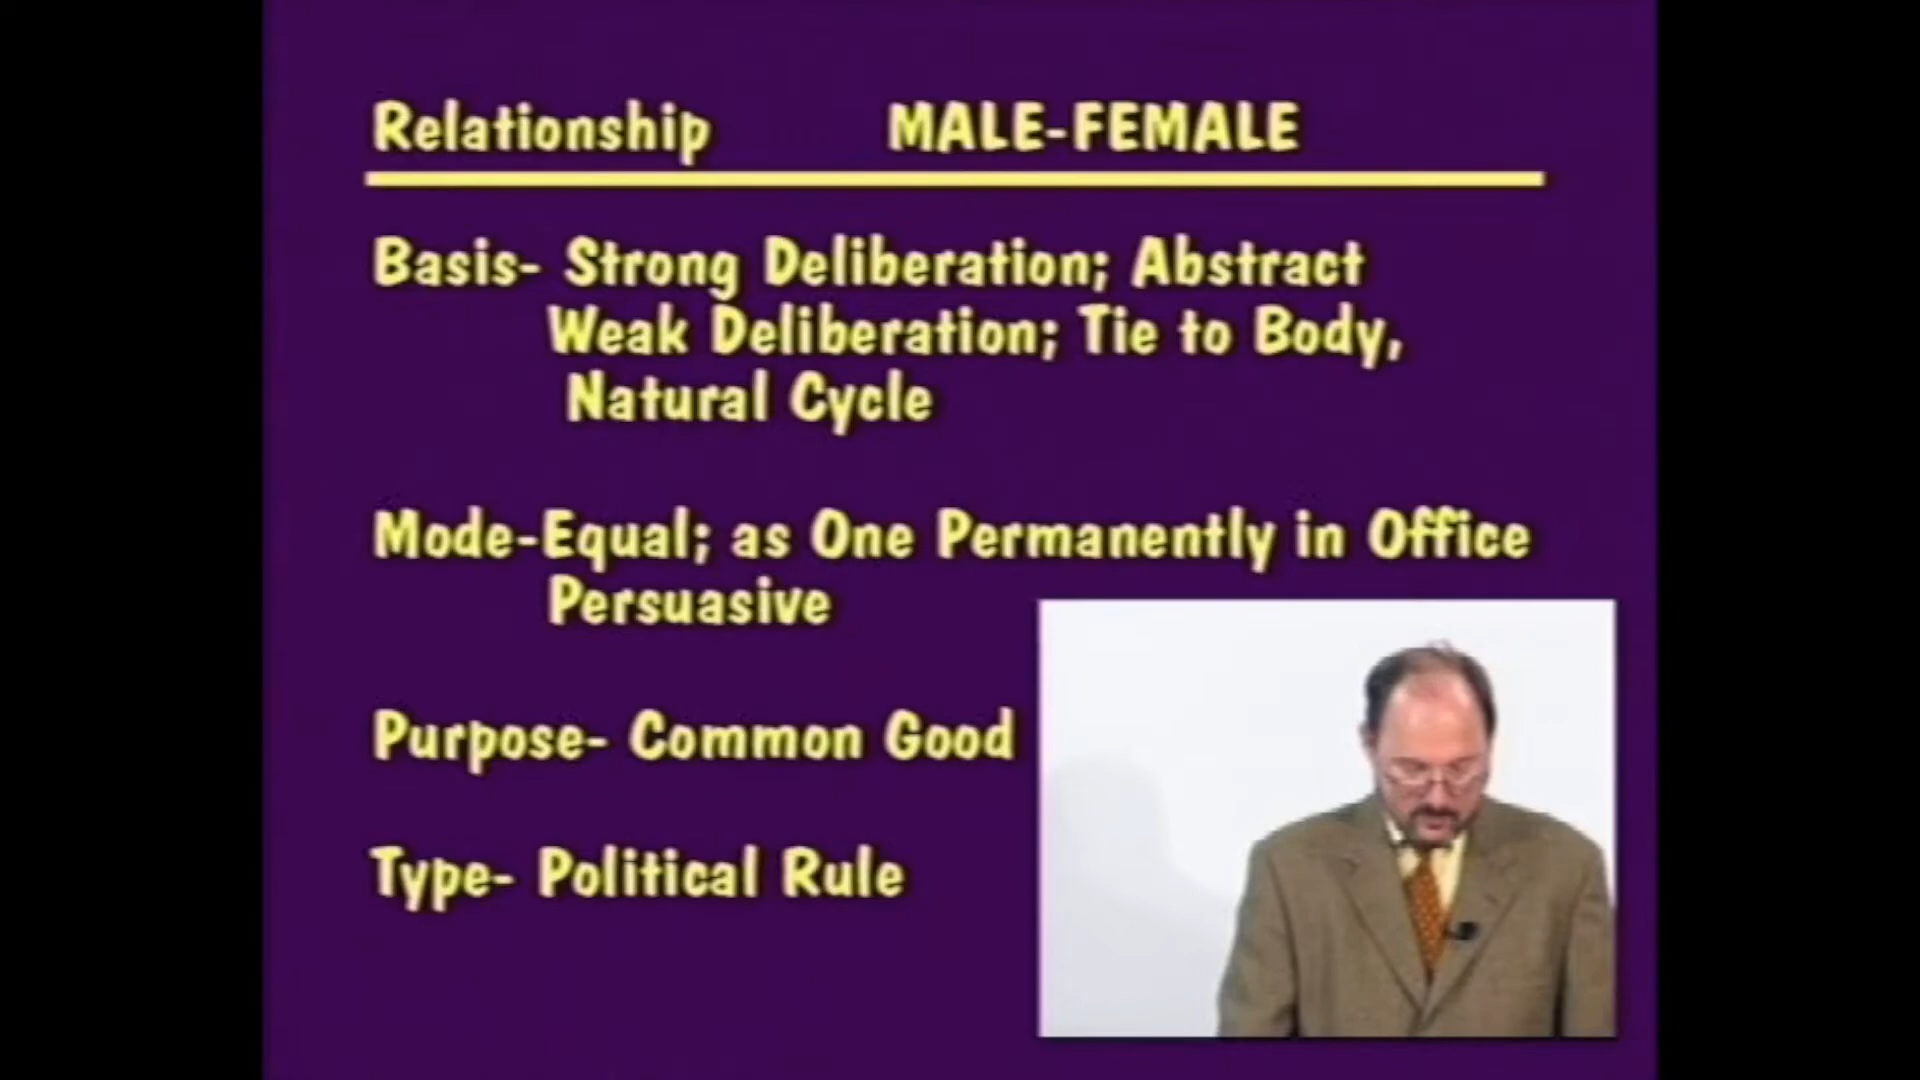 Relationship MALE-FEMALE
Basis- Strong Deliberation; Abstract
Weak Deliberation; Tie to Body,
Natural Cycle
Mode-Equal; as One Permanently in Office
Persuasive
Purpose- Common Good
Type- Political Rule